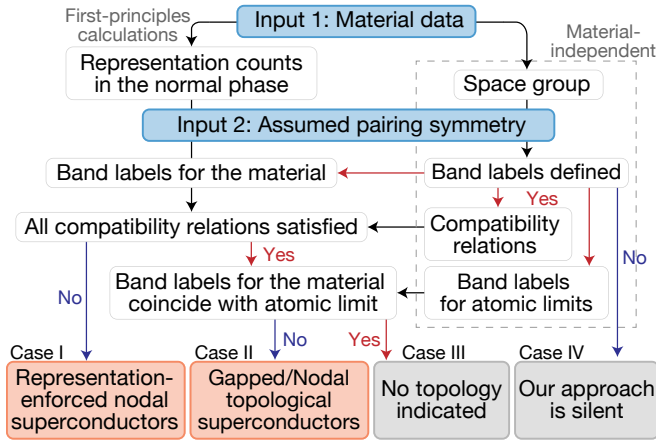 First-principles
calculations
Input 1: Material data
Material-
independent
Representation counts
in the normal phase
Space group
Input 2: Assumed pairing symmetry
Band labels for the material
Band labels defined
Yes
All compatibility relations satisfied
Compatibility
relations
Yes
No
No
Band labels for the material
coincide with atomic limit
Band labels
for atomic limits
No
Yes
Case I
Case II
Case III
Case IV
Representation-
enforced nodal
superconductors
Gapped/Nodal
topological
superconductors
No topology
indicated
Our approach
is silent